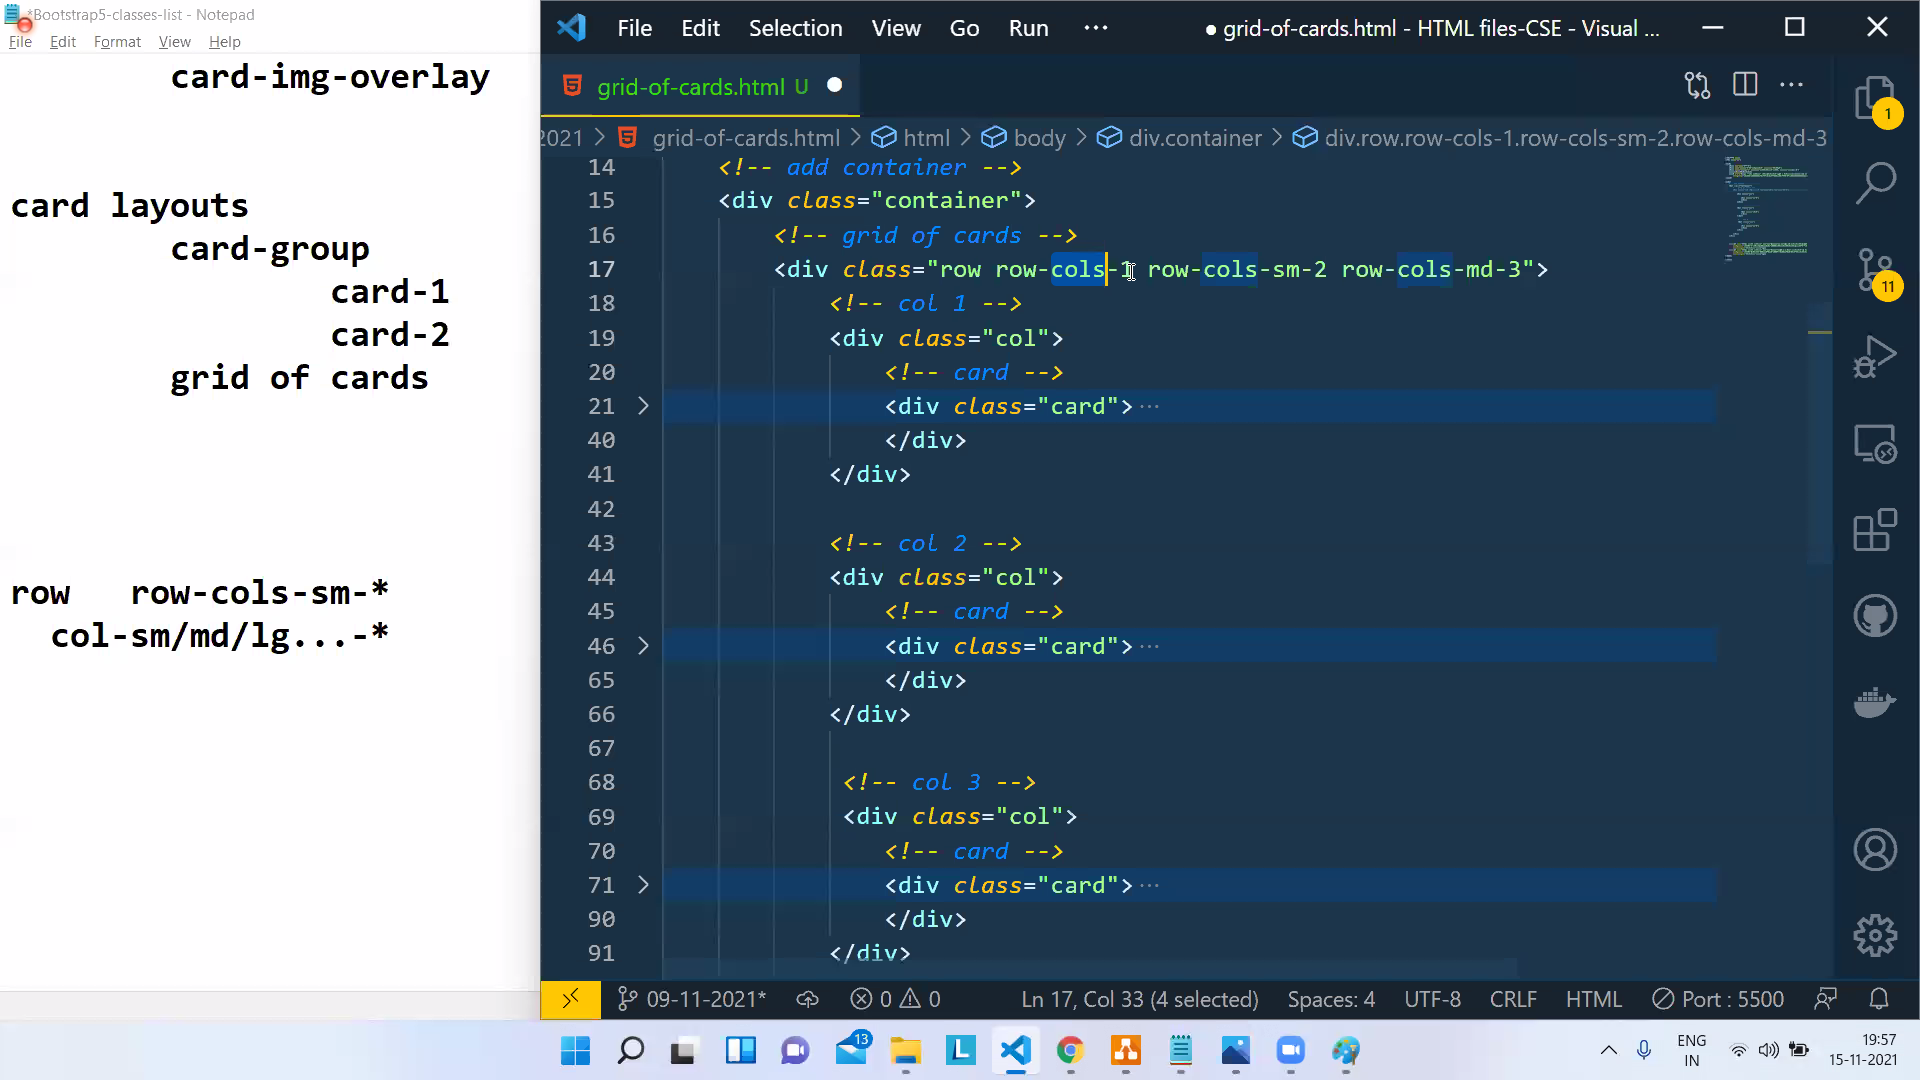 *Bootstrap5-classes-list - Notepad
File Edit Format View Help
card-img-overlay
card layouts
card-group
card-1
card-2
grid of cards
row row-cols-sm-*
col-sm/md/lg...-*
File Edit Selection View Go Run ··· ● grid-of-cards.html - HTML files-CSE - Visual ...
grid-of-cards.html U
2021 > grid-of-cards.html > html > body > div.container > div.row.row-cols-1.row-cols-sm-2.row-cols-md-3
14 <!-- add container -->
15 <div class="container">
16 <!-- grid of cards -->
17 <div class="row row-cols-1 row-cols-sm-2 row-cols-md-3">
18 <!-- col 1 -->
19 <div class="col">
20 <!-- card -->
21 <div class="card">···
40 </div>
41 </div>
42
43 <!-- col 2 -->
44 <div class="col">
45 <!-- card -->
46 <div class="card">···
65 </div>
66 </div>
67
68 <!-- col 3 -->
69 <div class="col">
70 <!-- card -->
71 <div class="card">···
90 </div>
91 </div>
1
11
09-11-2021* 0 0 Ln 17, Col 33 (4 selected) Spaces: 4 UTF-8 CRLF HTML Port : 5500
13
ENG
IN
19:57
15-11-2021